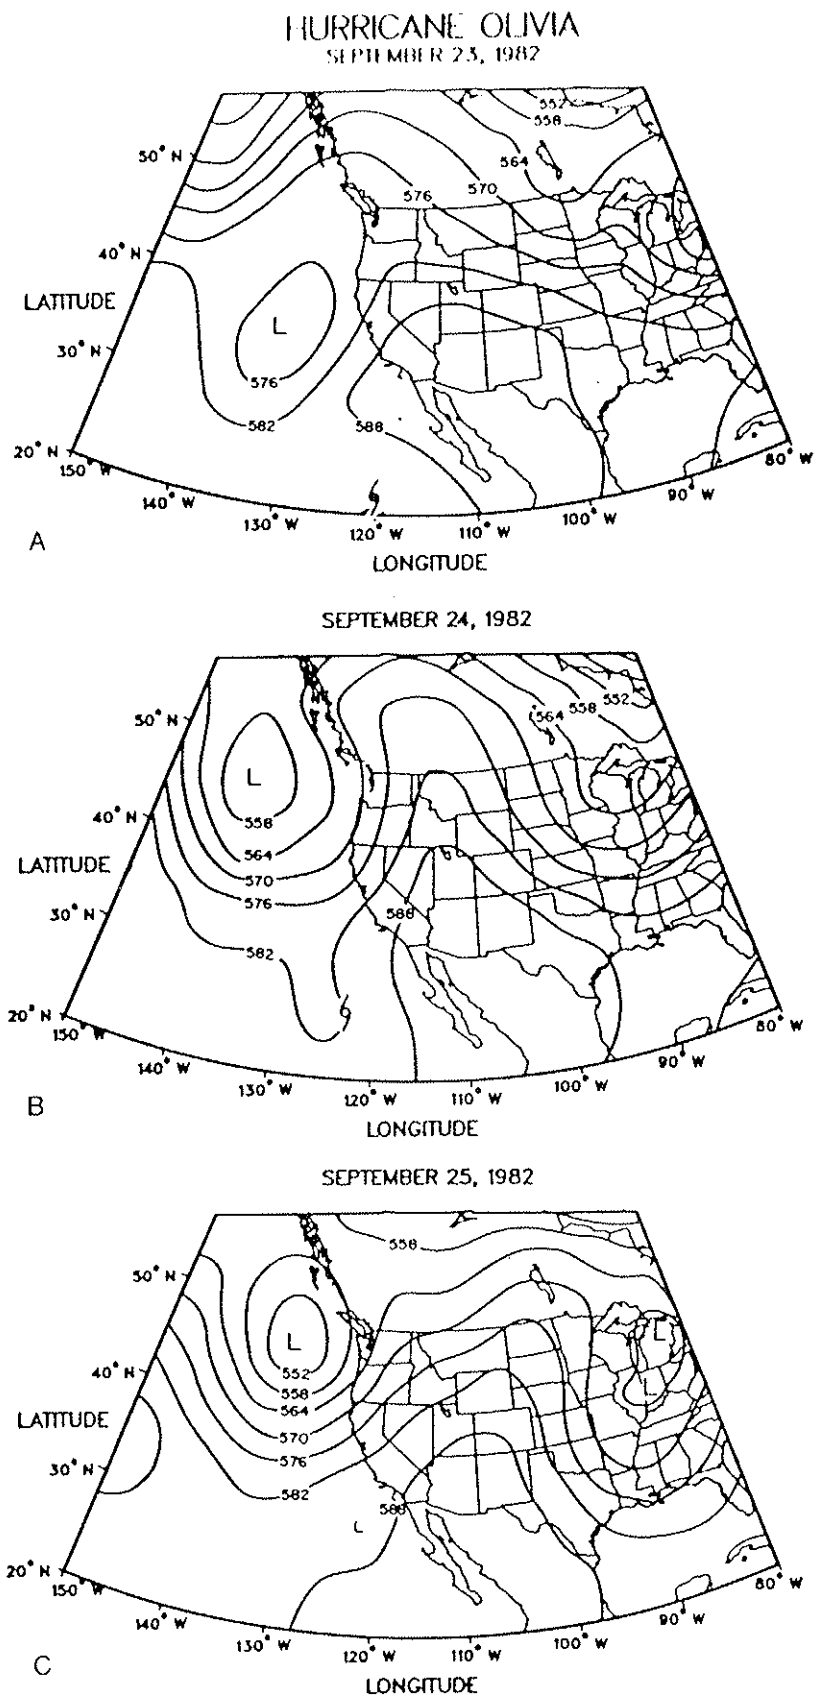 HURRICANE OLIVIA
SEPTEMBER 23, 1982
552
558
50° N
564
570
576
40° N
LATITUDE
L
30° N
576
582
588
20° N
150° W
140° W
130° W
120° W
110° W
100° W
90° W
80° W
A
LONGITUDE
SEPTEMBER 24, 1982
552
558
564
50° N
L
40° N
558
564
LATITUDE
570
576
30° N
588
582
20° N
150° W
140° W
130° W
120° W
110° W
100° W
90° W
80° W
B
LONGITUDE
SEPTEMBER 25, 1982
558
50° N
L
L
40° N
552
L
558
564
LATITUDE
570
576
30° N
582
588
L
20° N
150° W
140° W
130° W
120° W
110° W
100° W
90° W
80° W
C
LONGITUDE